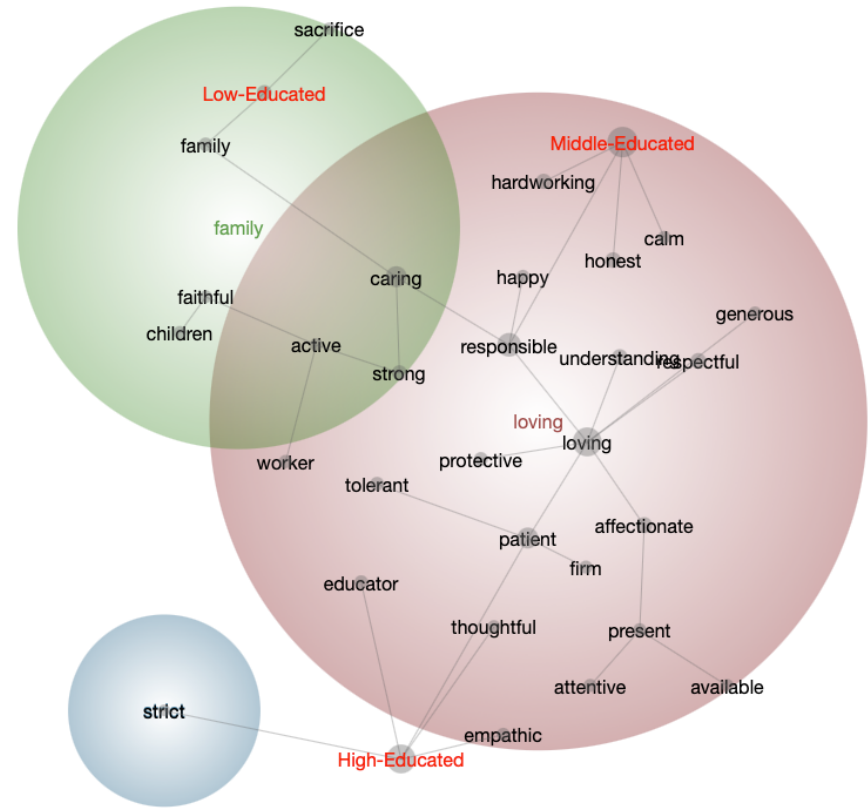 sacrifice
Low-Educated
family
Middle-Educated
hardworking
family
calm
honest
caring
happy
faithful
generous
children
active
responsible
understanding
respectful
strong
loving
loving
worker
protective
tolerant
affectionate
patient
firm
educator
thoughtful
present
attentive
available
strict
empathic
High-Educated